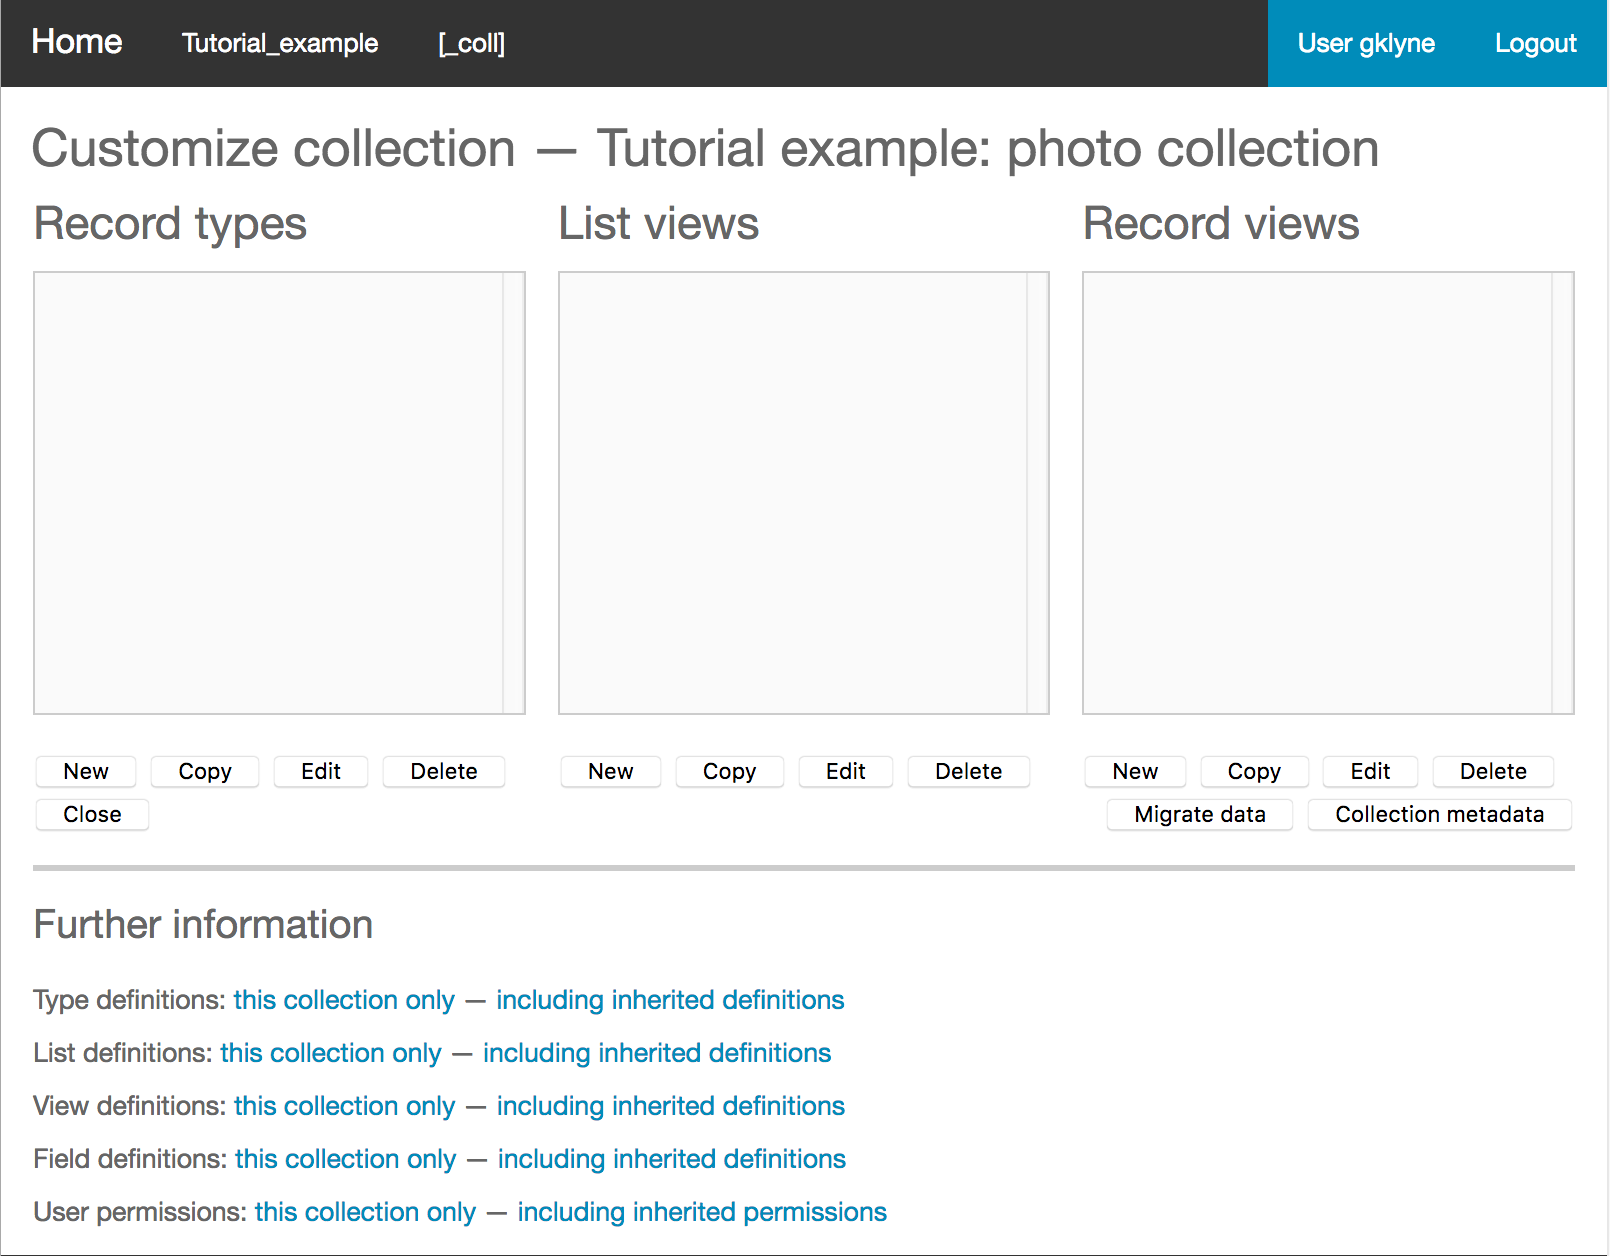 Home Tutorial_example [_coll] User gklyne Logout
Customize collection — Tutorial example: photo collection
Record types List views Record views
New Copy Edit Delete New Copy Edit Delete New Copy Edit Delete
Close Migrate data Collection metadata
Further information
Type definitions: this collection only — including inherited definitions
List definitions: this collection only — including inherited definitions
View definitions: this collection only — including inherited definitions
Field definitions: this collection only — including inherited definitions
User permissions: this collection only — including inherited permissions